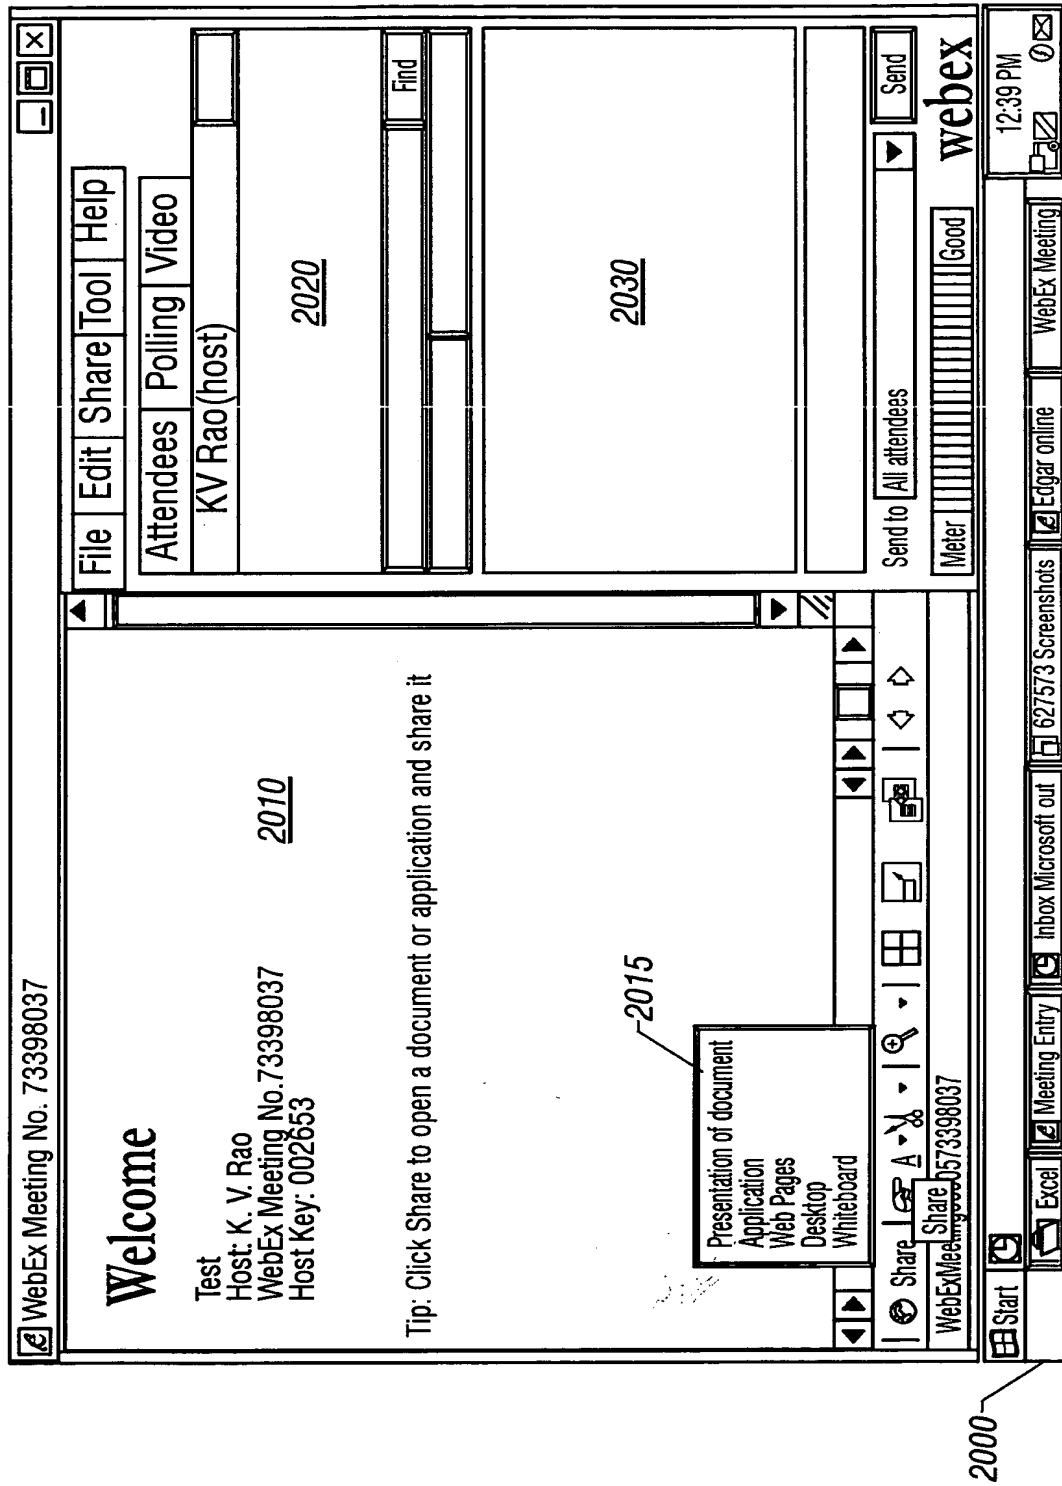 WebEx Meeting No. 73398037
File Edit Share Tool Help
Welcome
Test
Host: K. V. Rao
WebEx Meeting No.73398037
Host Key: 002653
2010
Tip: Click Share to open a document or application and share it
2015
Presentation of document
Application
Web Pages
Desktop
Whiteboard
Share A
Share
Attendees Polling Video
KV Rao(host)
2020
Find
2030
Send to All attendees Send
Meter Good
webex
Start
12:39 PM
Excel Meeting Entry Inbox Microsoft out 627573 Screenshots Edgar online WebEx Meeting
2000